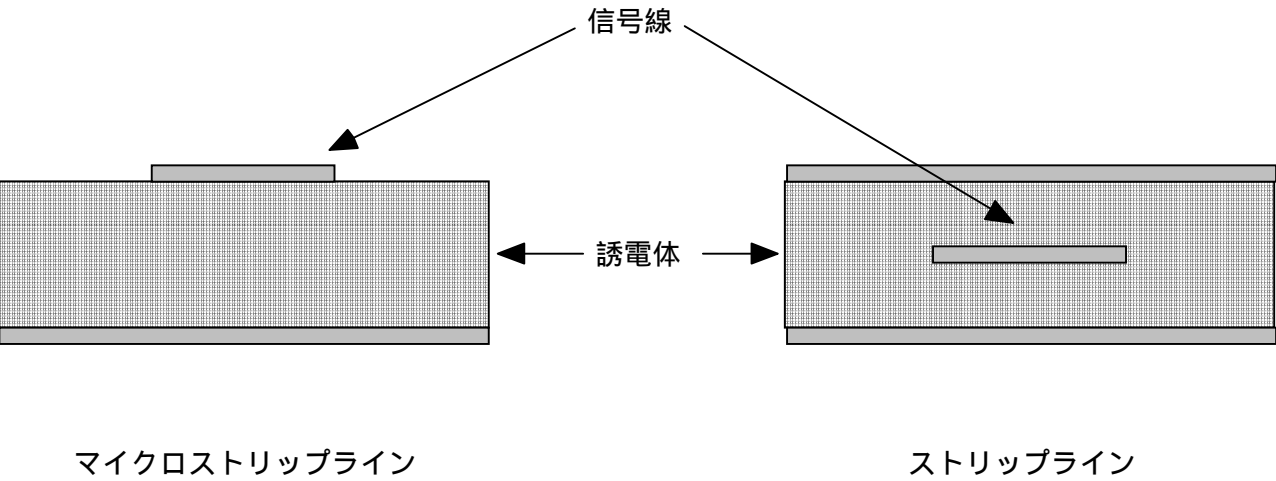 信号線
誘電体
マイクロストリップライン
ストリップライン